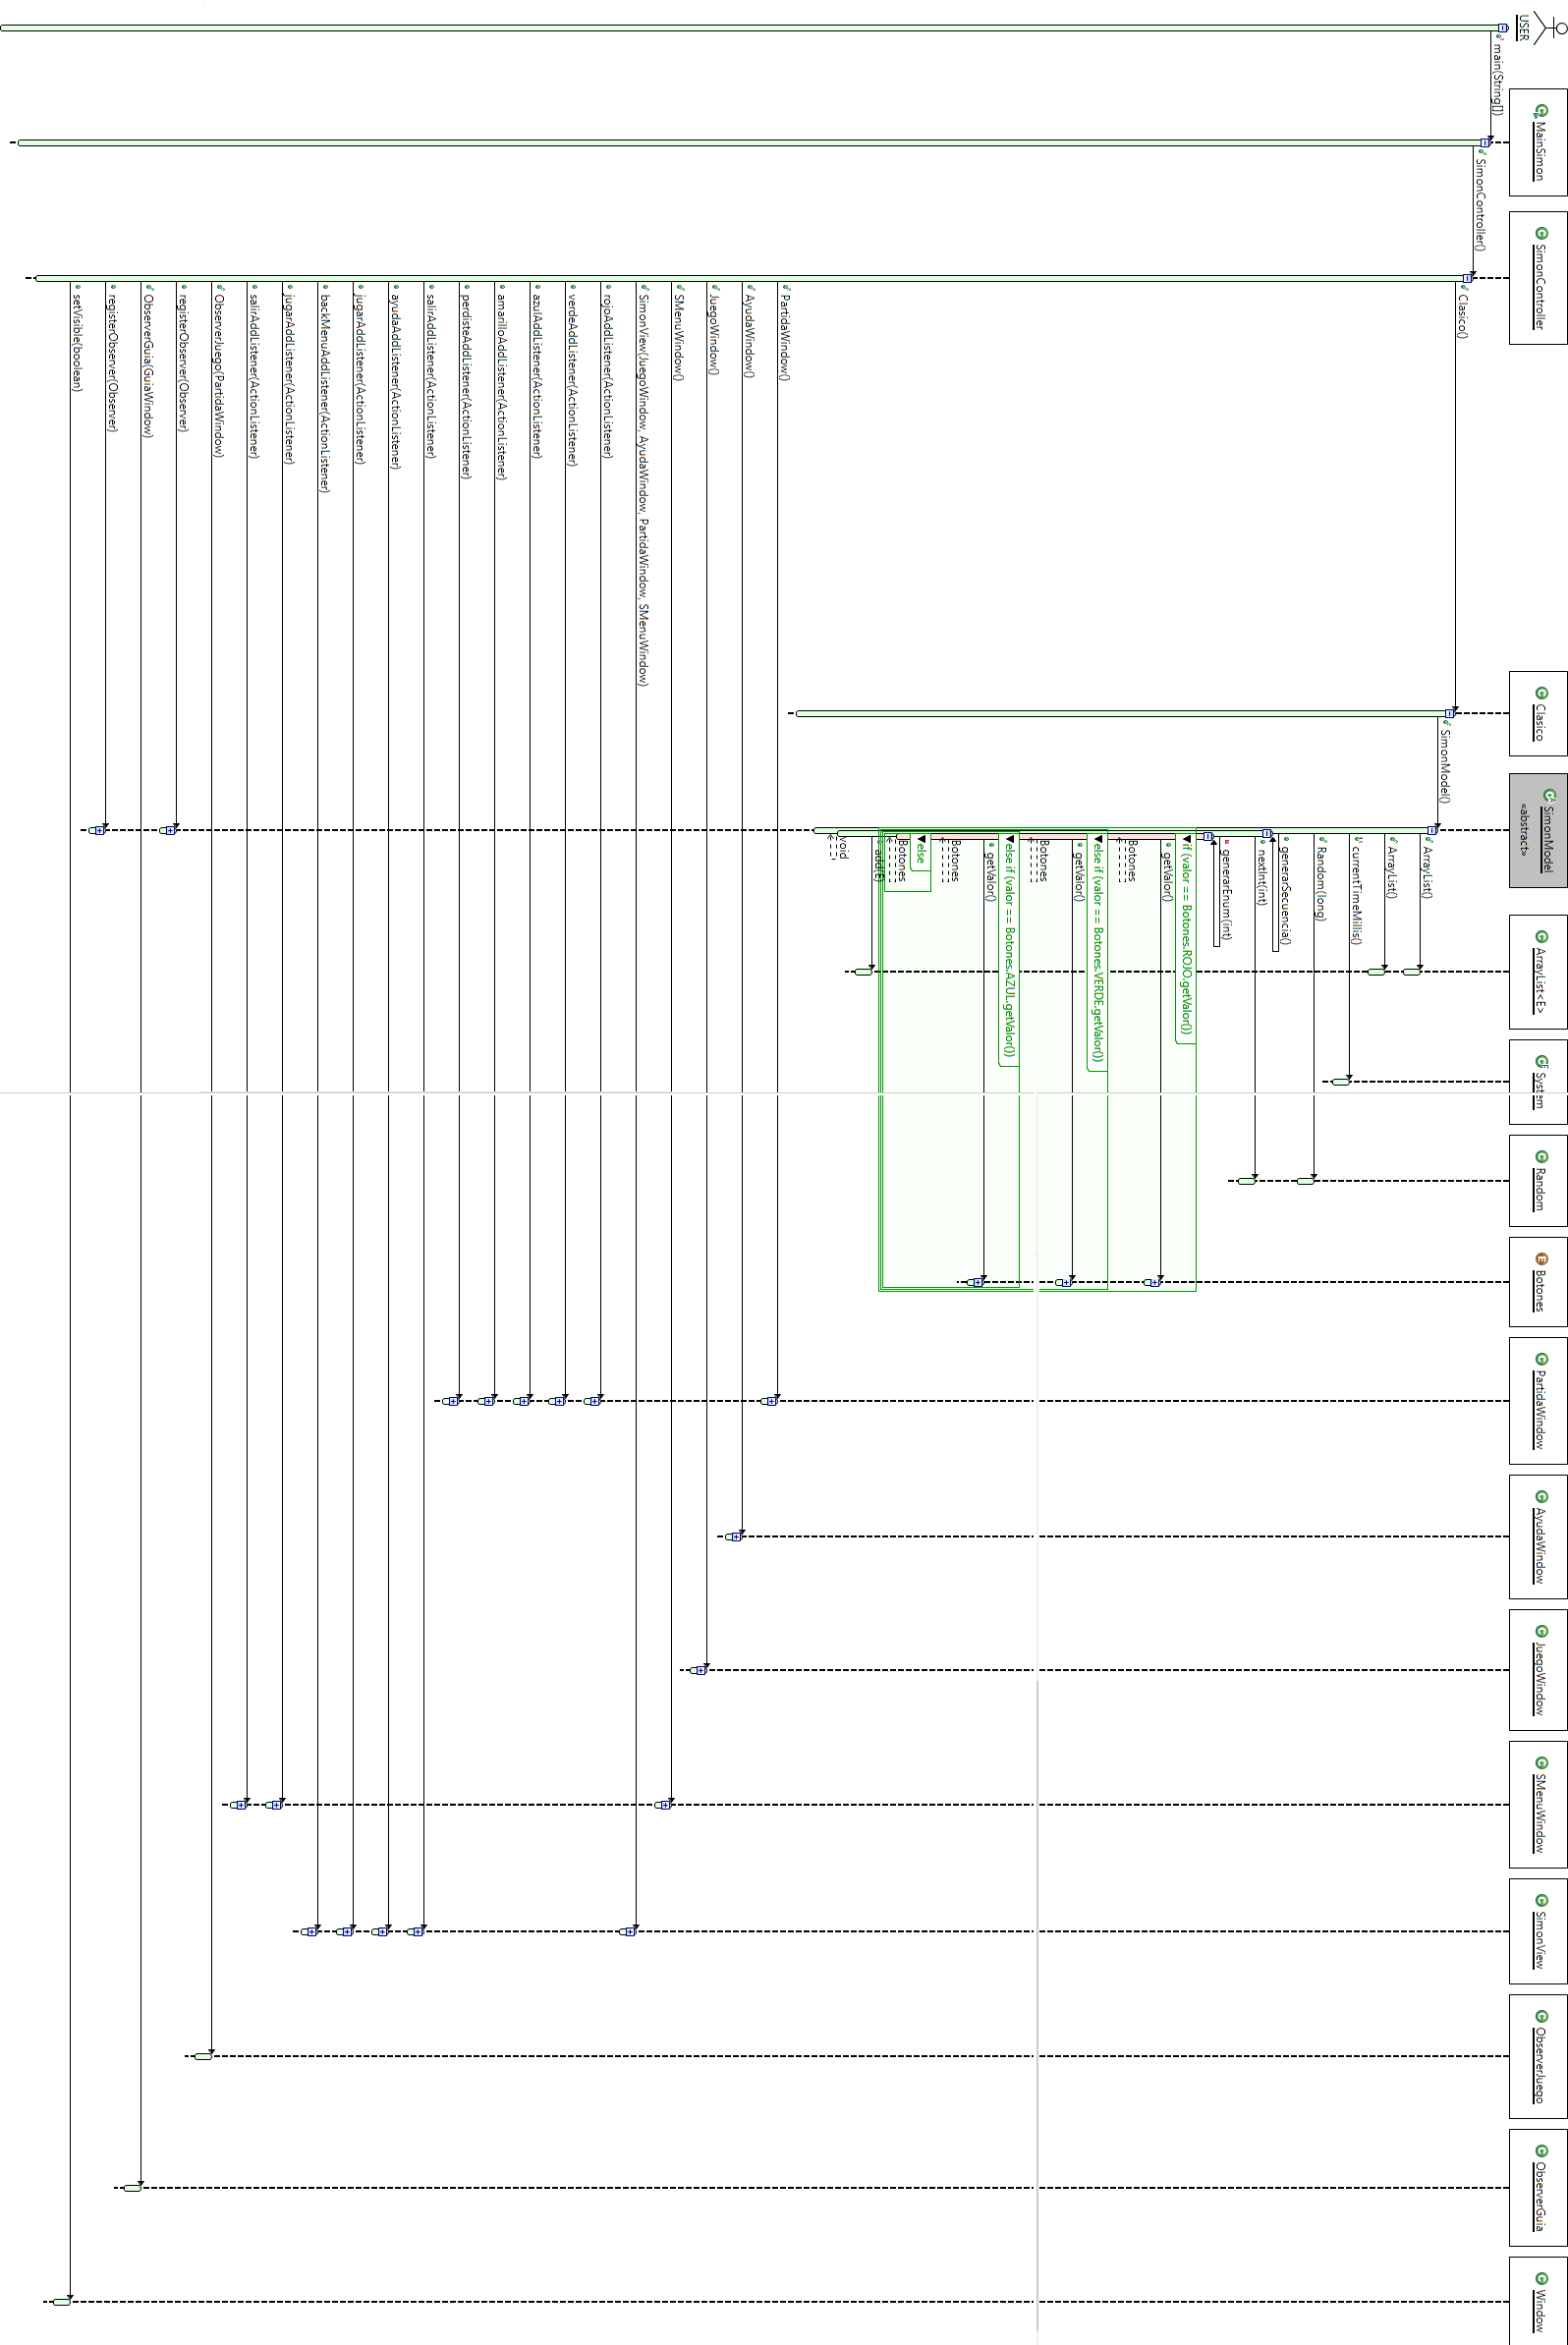 USER
MainSimon
SimonController
Clasico
SimonModel
«abstract»
ArrayList<E>
System
Random
Botones
PartidaWindow
AyudaWindow
JuegoWindow
SMenuWindow
SimonView
ObserverJuego
ObserverGuia
Window
main(String[])
SimonController()
Clasico()
SimonModel()
ArrayList()
ArrayList()
currentTimeMillis()
Random(long)
generarSecuencia()
nextInt(int)
generarEnum(int)
if (valor == Botones.ROJO.getValor())
getValor()
Botones
else if (valor == Botones.VERDE.getValor())
getValor()
Botones
else if (valor == Botones.AZUL.getValor())
getValor()
Botones
else
Botones
add(E)
void
PartidaWindow()
AyudaWindow()
JuegoWindow()
SMenuWindow()
SimonView(JuegoWindow, AyudaWindow, PartidaWindow, SMenuWindow)
rojoAddListener(ActionListener)
verdeAddListener(ActionListener)
azulAddListener(ActionListener)
amarilloAddListener(ActionListener)
perdisteAddListener(ActionListener)
salirAddListener(ActionListener)
ayudaAddListener(ActionListener)
jugarAddListener(ActionListener)
backMenuAddListener(ActionListener)
jugarAddListener(ActionListener)
salirAddListener(ActionListener)
ObserverJuego(PartidaWindow)
registerObserver(Observer)
ObserverGuia(GuiaWindow)
registerObserver(Observer)
setVisible(boolean)